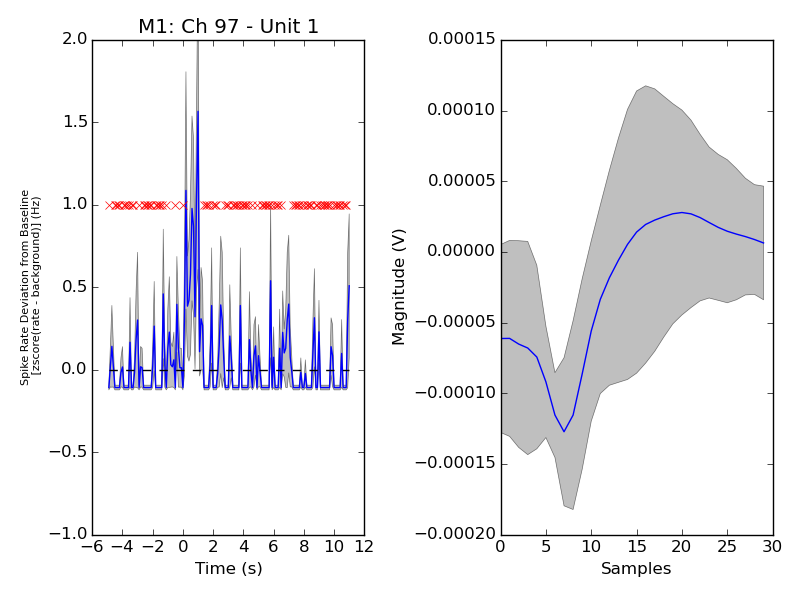 M1: Ch 97 - Unit 1
Spike Rate Deviation from Baseline
[zscore(rate - background)] (Hz)
2.0
1.5
1.0
0.5
0.0
−0.5
−1.0
−6 −4 −2 0 2 4 6 8 10 12
Time (s)
Magnitude (V)
0.00015
0.00010
0.00005
0.00000
−0.00005
−0.00010
−0.00015
−0.00020
0 5 10 15 20 25 30
Samples